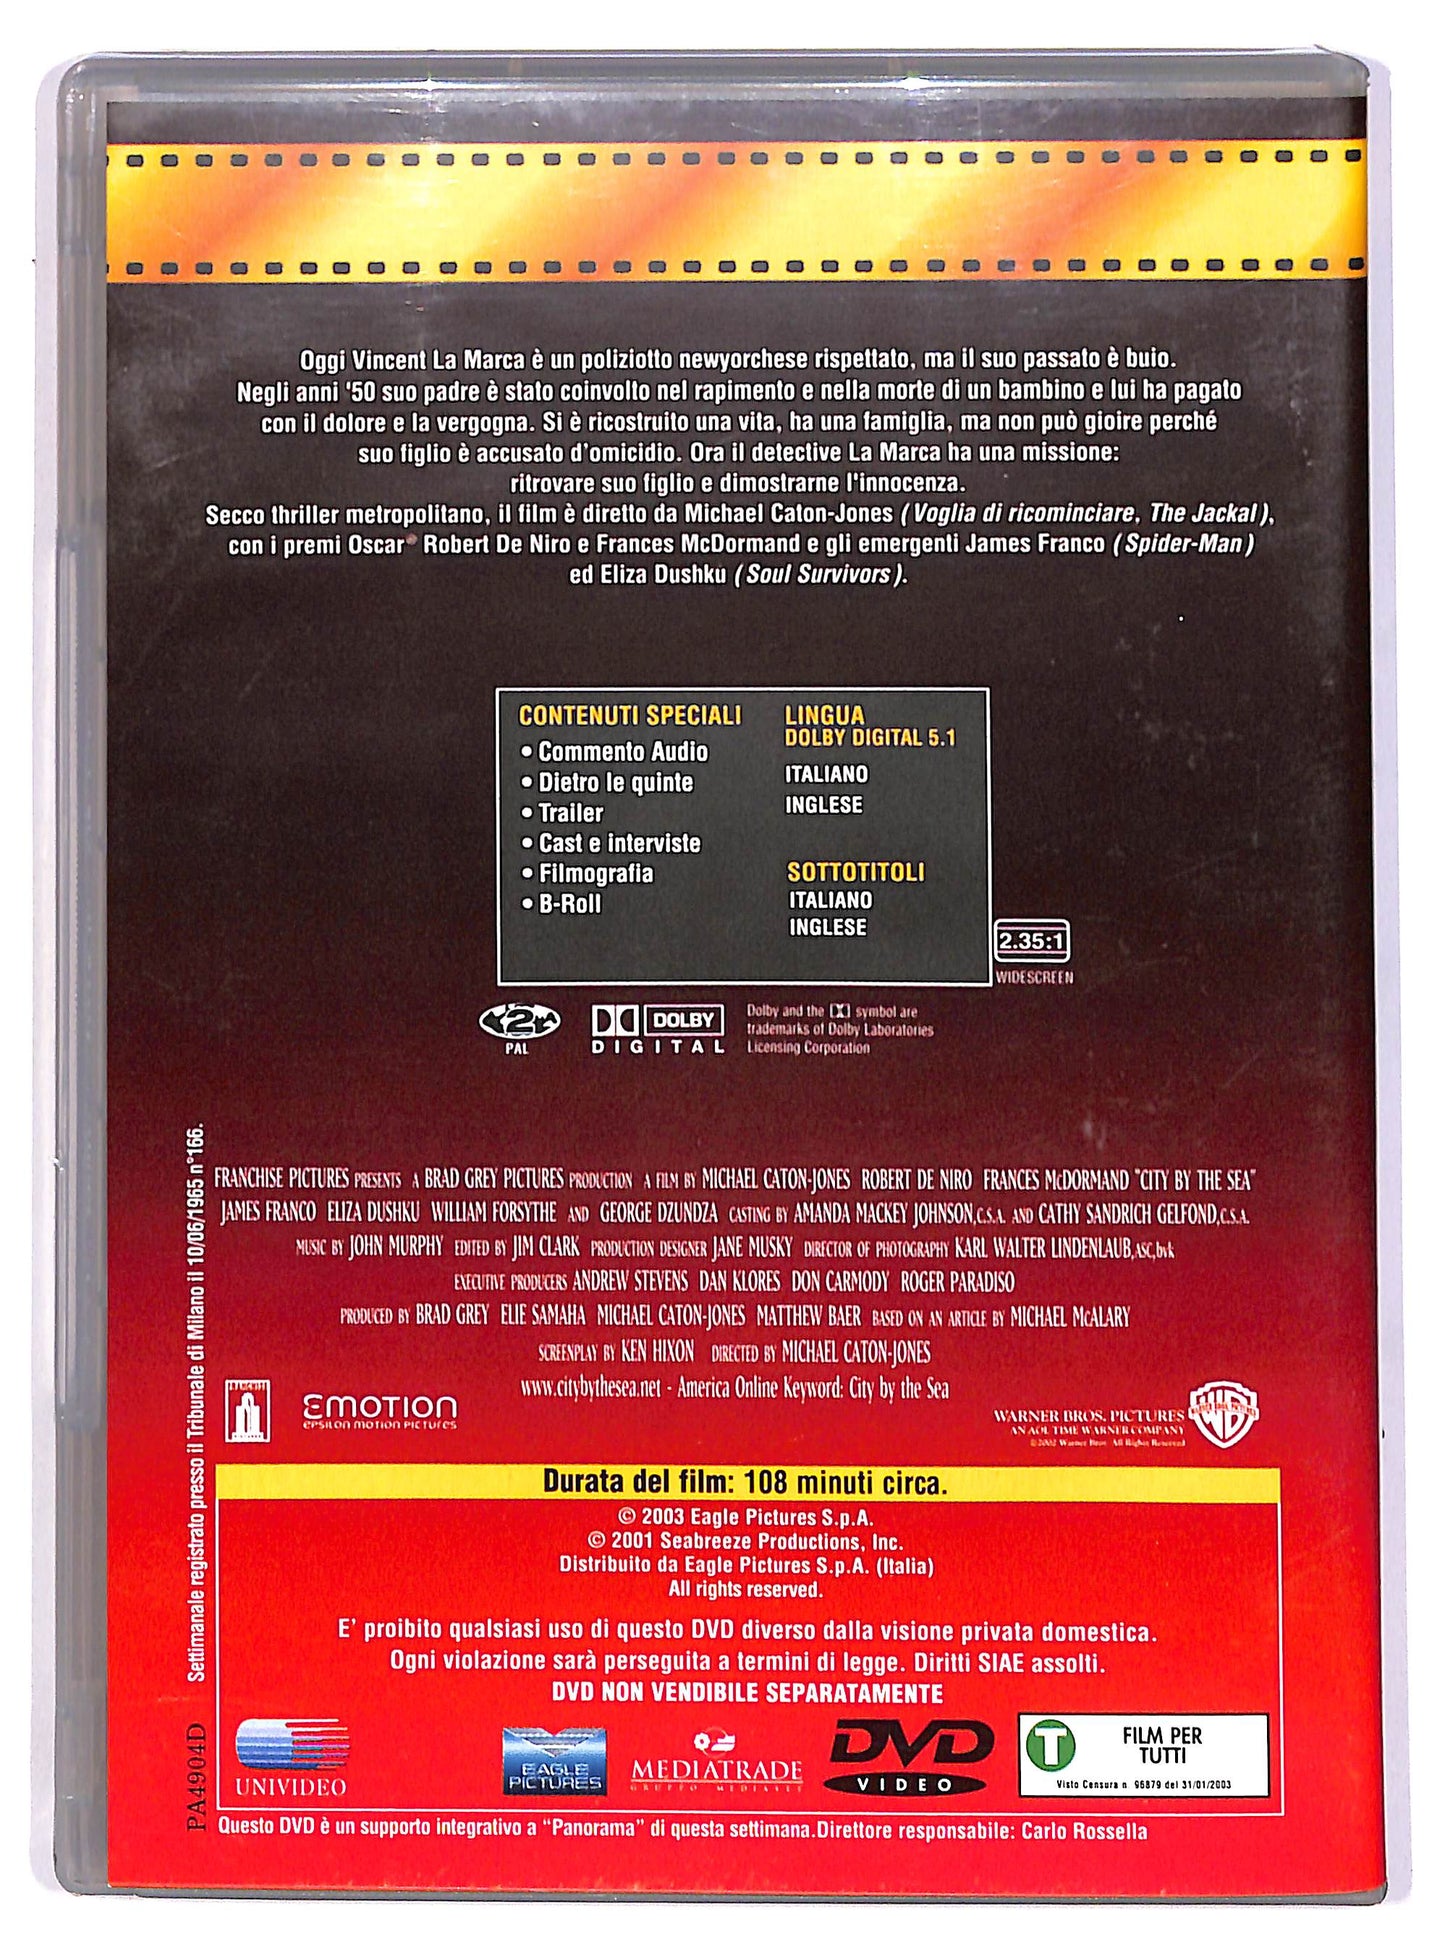 Oggi Vincent La Marca è un poliziotto newyorchese rispettato, ma il suo passato è buio.
Negli anni '50 suo padre è stato coinvolto nel rapimento e nella morte di un bambino e lui ha pagato
con il dolore e la vergogna. Si è ricostruito una vita, ha una famiglia, ma non può gioire perché
suo figlio è accusato d'omicidio. Ora il detective La Marca ha una missione:
ritrovare suo figlio e dimostrarne l'innocenza.
Secco thriller metropolitano, il film è diretto da Michael Caton-Jones (Voglia di ricominciare, The Jackal),
con i premi Oscar® Robert De Niro e Frances McDormand e gli emergenti James Franco (Spider-Man)
ed Eliza Dushku (Soul Survivors).
CONTENUTI SPECIALI
• Commento Audio
• Dietro le quinte
• Trailer
• Cast e interviste
• Filmografia
• B-Roll
LINGUA
DOLBY DIGITAL 5.1
ITALIANO
INGLESE
SOTTOTITOLI
ITALIANO
INGLESE
2.35:1
WIDESCREEN
2
PAL
DOLBY
DIGITAL
Dolby and the symbol are
trademarks of Dolby Laboratories
Licensing Corporation
FRANCHISE PICTURES PRESENTS A BRAD GREY PICTURES PRODUCTION A FILM BY MICHAEL CATON-JONES ROBERT DE NIRO FRANCES McDORMAND "CITY BY THE SEA"
JAMES FRANCO ELIZA DUSHKU WILLIAM FORSYTHE AND GEORGE DZUNDZA CASTING BY AMANDA MACKEY JOHNSON,C.S.A. AND CATHY SANDRICH GELFOND,C.S.A.
MUSIC BY JOHN MURPHY EDITED BY JIM CLARK PRODUCTION DESIGNER JANE MUSKY DIRECTOR OF PHOTOGRAPHY KARL WALTER LINDENLAUB,ASC,bvk
EXECUTIVE PRODUCERS ANDREW STEVENS DAN KLORES DON CARMODY ROGER PARADISO
PRODUCED BY BRAD GREY ELIE SAMAHA MICHAEL CATON-JONES MATTHEW BAER BASED ON AN ARTICLE BY MICHAEL McALARY
SCREENPLAY BY KEN HIXON DIRECTED BY MICHAEL CATON-JONES
www.citybythesea.net - America Online Keyword: City by the Sea
FRANCHISE
PICTURES
EMOTION
EPSILON MOTION PICTURES
WARNER BROS. PICTURES
AN AOL TIME WARNER COMPANY
©2002 Warner Bros. All Rights Reserved
WARNER BROS. PICTURES
WB
Settimanale registrato presso il Tribunale di Milano il 10/06/1965 n°166.
PA4904D
Durata del film: 108 minuti circa.
© 2003 Eagle Pictures S.p.A.
© 2001 Seabreeze Productions, Inc.
Distribuito da Eagle Pictures S.p.A. (Italia)
All rights reserved.
E' proibito qualsiasi uso di questo DVD diverso dalla visione privata domestica.
Ogni violazione sarà perseguita a termini di legge. Diritti SIAE assolti.
DVD NON VENDIBILE SEPARATAMENTE
UNIVIDEO
EAGLE
PICTURES
MEDIATRADE
GRUPPO MEDIASET
DVD
VIDEO
T
FILM PER
TUTTI
Visto Censura n. 96879 del 31/01/2003
Questo DVD è un supporto integrativo a "Panorama" di questa settimana.Direttore responsabile: Carlo Rossella